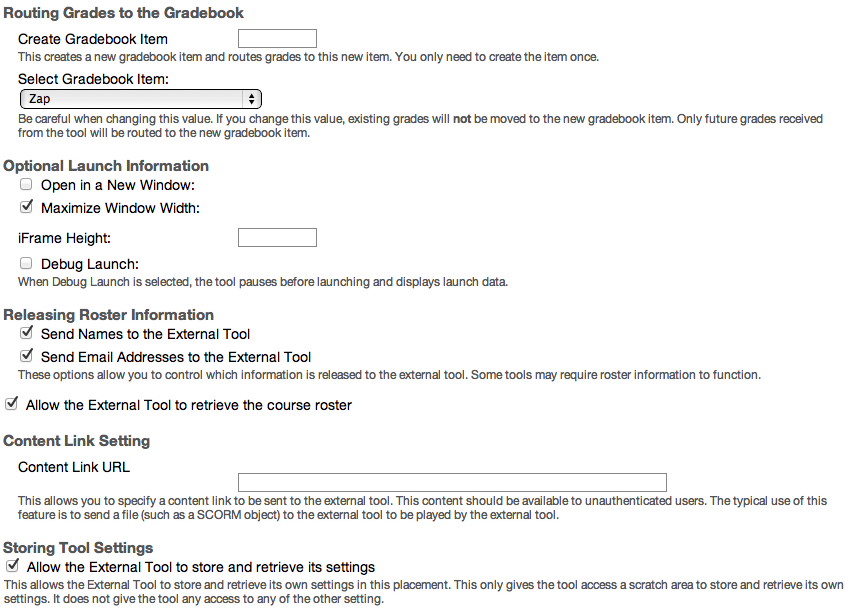 Routing Grades to the Gradebook
Create Gradebook Item
This creates a new gradebook item and routes grades to this new item. You only need to create the item once.
Select Gradebook Item:
Zap
Be careful when changing this value. If you change this value, existing grades will not be moved to the new gradebook item. Only future grades received
from the tool will be routed to the new gradebook item.
Optional Launch Information
Open in a New Window:
Maximize Window Width:
iFrame Height:
Debug Launch:
When Debug Launch is selected, the tool pauses before launching and displays launch data.
Releasing Roster Information
Send Names to the External Tool
Send Email Addresses to the External Tool
These options allow you to control which information is released to the external tool. Some tools may require roster information to function.
Allow the External Tool to retrieve the course roster
Content Link Setting
Content Link URL
This allows you to specify a content link to be sent to the external tool. This content should be available to unauthenticated users. The typical use of this
feature is to send a file (such as a SCORM object) to the external tool to be played by the external tool.
Storing Tool Settings
Allow the External Tool to store and retrieve its settings
This allows the External Tool to store and retrieve its own settings in this placement. This only gives the tool access a scratch area to store and retrieve its own
settings. It does not give the tool any access to any of the other setting.